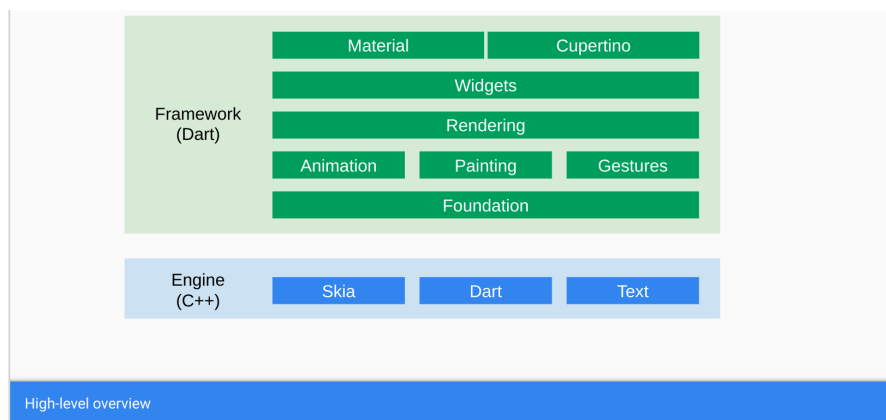 Material
Cupertino
Widgets
Framework
(Dart)
Rendering
Animation
Painting
Gestures
Foundation
Engine
(C++)
Skia
Dart
Text
High-level overview